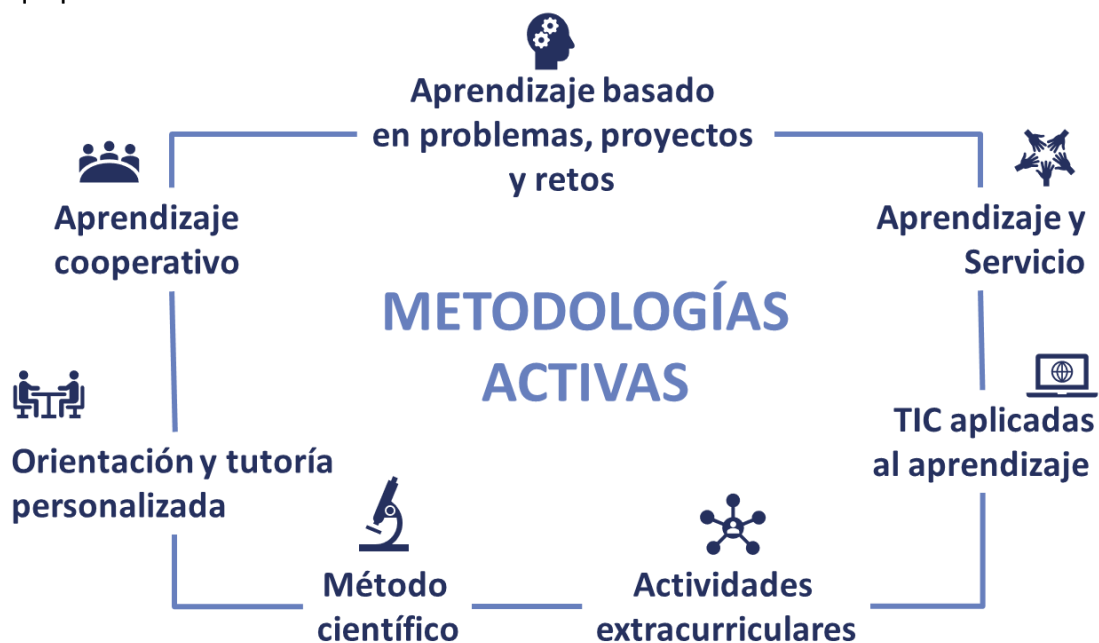 Aprendizaje basado
en problemas, proyectos
y retos
Aprendizaje
cooperativo
Aprendizaje y
Servicio
METODOLOGÍAS
ACTIVAS
Orientación y tutoría
personalizada
TIC aplicadas
al aprendizaje
Método
científico
Actividades
extracurriculares